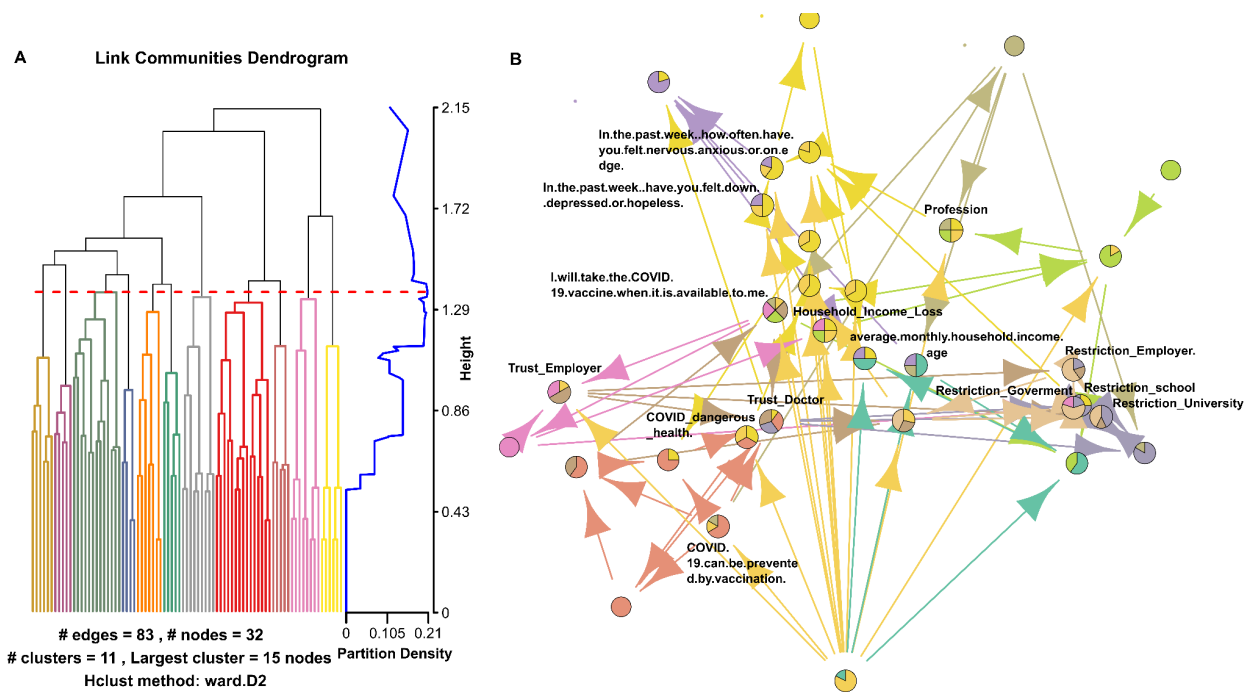 A
Link Communities Dendrogram
2.15
1.72
1.29
0.86
0.43
0
Height
0
0.105
0.21
Partition Density
# edges = 83 , # nodes = 32
# clusters = 11 , Largest cluster = 15 nodes
Hclust method: ward.D2
B
In.the.past.week..how.often.have.
you.felt.nervous.anxious.or.on.e
dge.
In.the.past.week..have.you.felt.down.
.depressed.or.hopeless.
Profession
I.will.take.the.COVID.
19.vaccine.when.it.is.available.to.me.
Household_Income_Loss
average.monthly.household.income.
age
Restriction_Employer.
Trust_Employer
Restriction_Goverment
Restriction_school
Restriction_University
Trust_Doctor
COVID_dangerous
_health.
COVID.
19.can.be.prevente
d.by.vaccination.